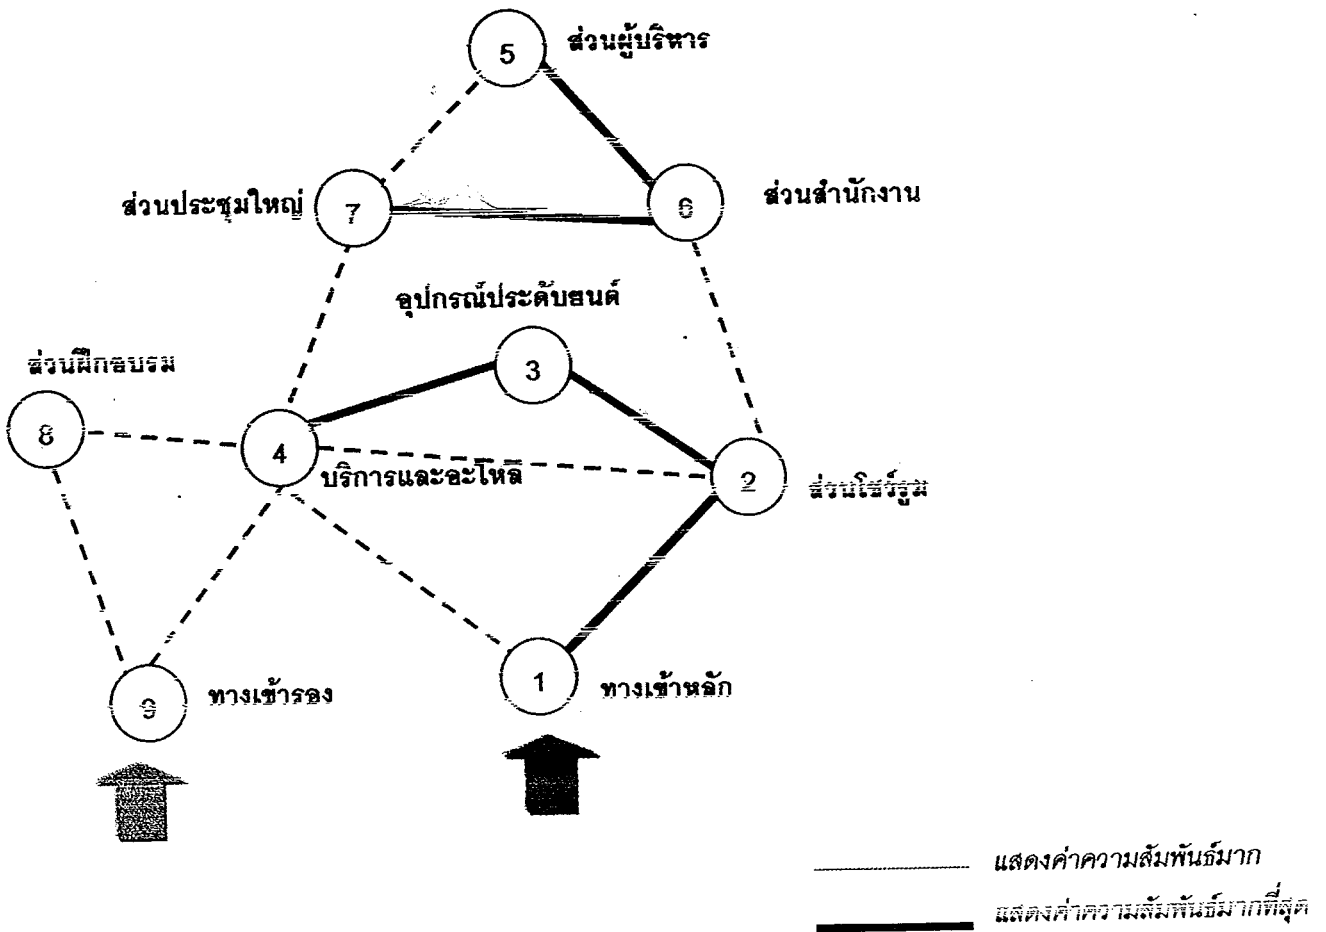 5 ส่วนผู้บริหาร
ส่วนประชุมใหญ่ 7
6 ส่วนสำนักงาน
อุปกรณ์ประดับยนต์
3
ส่วนฝึกอบรม
8
4
บริการและอะไหล่
2 ส่วนโชว์รูม
9 ทางเข้ารอง
1 ทางเข้าหลัก
แสดงค่าความสัมพันธ์มาก
แสดงค่าความสัมพันธ์มากที่สุด